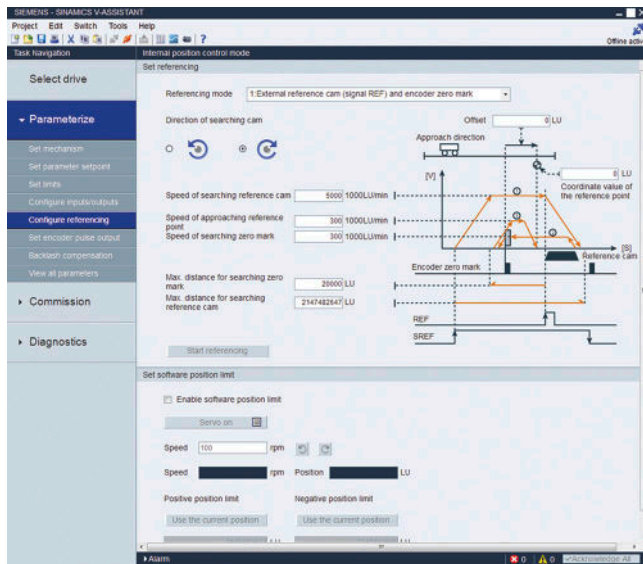 SIEMENS - SINAMICS V-ASSISTANT
Project Edit Switch Tools Help
Task Navigation
Internal position control mode
Set referencing
Select drive
Parameterize
Set mechanism
Set parameter setpoint
Set limits
Configure inputs/outputs
Configure referencing
Set encoder pulse output
Backlash compensation
View all parameters
Commission
Diagnostics
Referencing mode 1:External reference cam (signal REF) and encoder zero mark
Direction of searching cam
Offset 0 LU
Approach direction
[V]
0 LU
Coordinate value of
the reference point
Speed of searching reference cam 5000 1000LU/min
Speed of approaching reference
point 300 1000LU/min
Speed of searching zero mark 300 1000LU/min
[S]
Reference cam
Encoder zero mark
Max. distance for searching zero
mark 20000 LU
Max. distance for searching
reference cam 2147482647 LU
REF
SREF
Start referencing
Set software position limit
Enable software position limit
Servo on
Speed 100 rpm
Speed rpm Position LU
Positive position limit Negative position limit
Use the current position Use the current position
Alarm 0 0 Acknowledge All